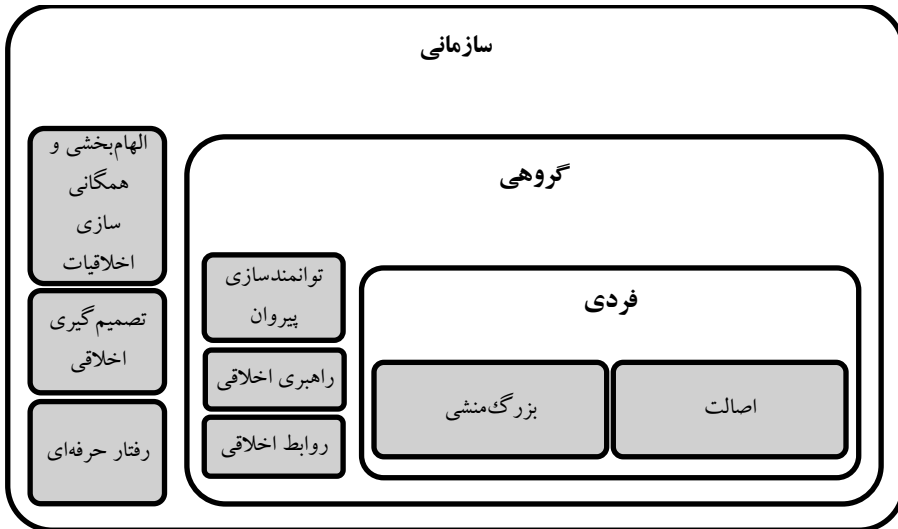 سازمانی
الهام‌بخشی و
همگانی
سازی
اخلاقیات
تصمیم‌گیری
اخلاقی
رفتار حرفه‌ای
گروهی
توانمندسازی
پیروان
راهبری اخلاقی
روابط اخلاقی
فردی
اصالت
بزرگ‌منشی